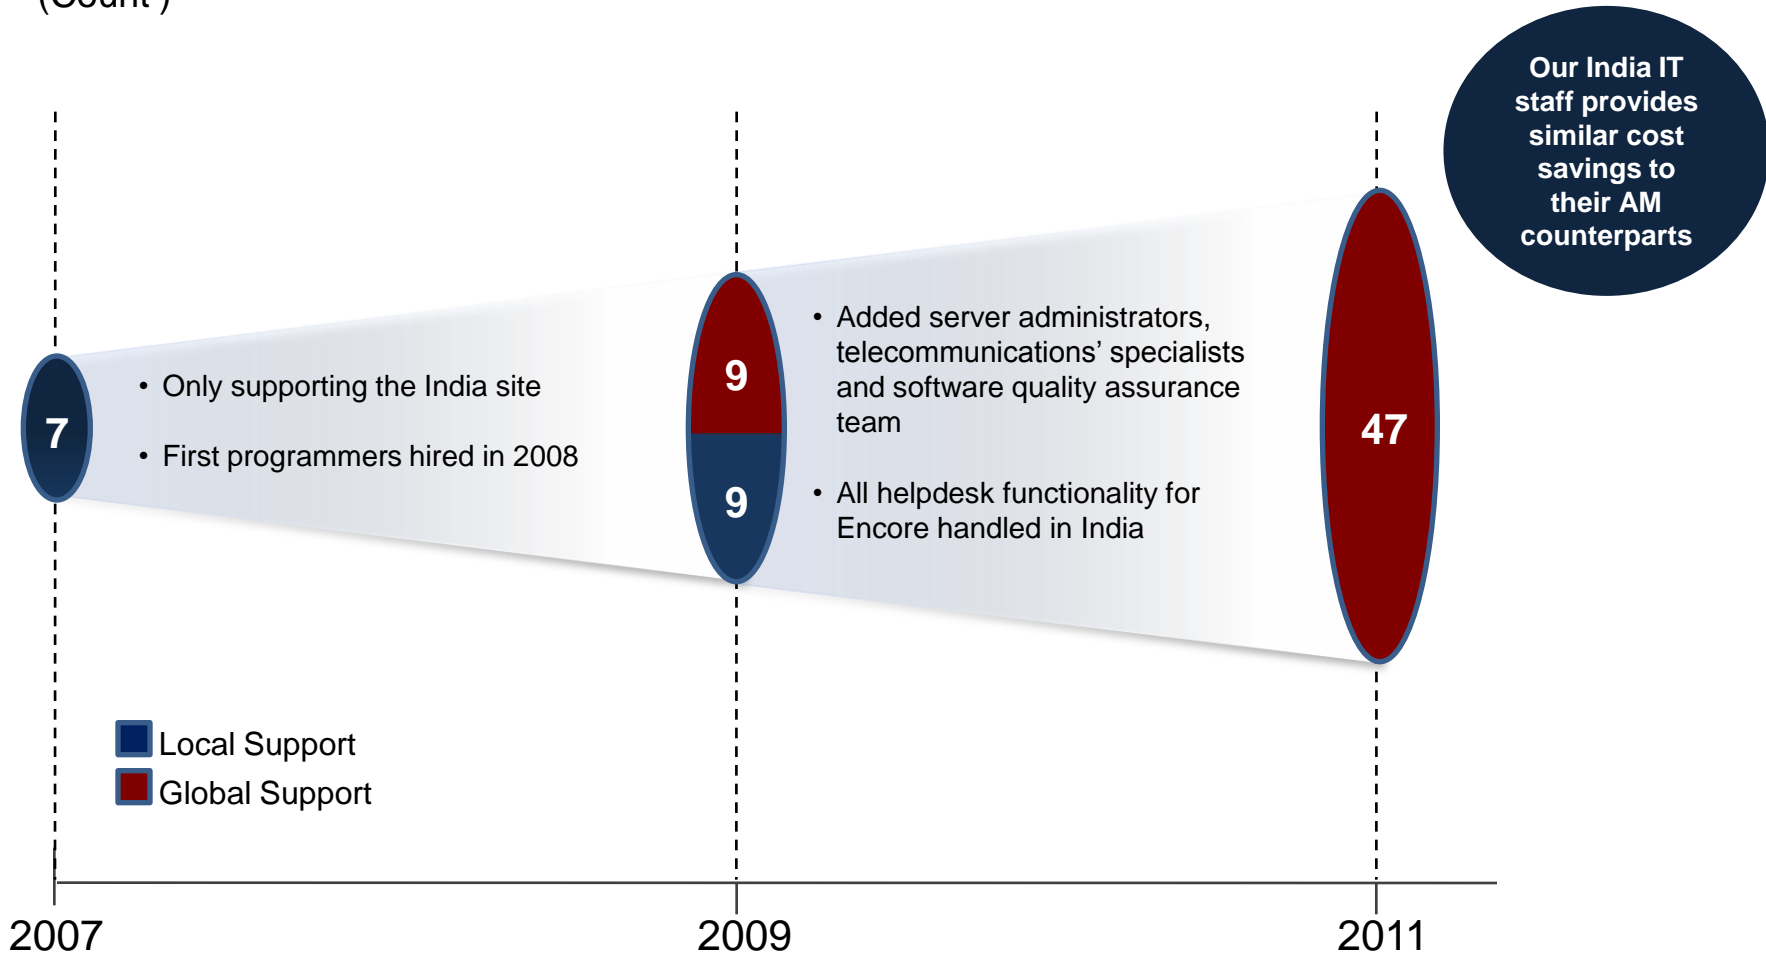 (Count )
Our India IT
staff provides
similar cost
savings to
their AM
counterparts
• Only supporting the India site
• First programmers hired in 2008
7
9
9
• Added server administrators,
telecommunications’ specialists
and software quality assurance
team
• All helpdesk functionality for
Encore handled in India
47
Local Support
Global Support
2007
2009
2011